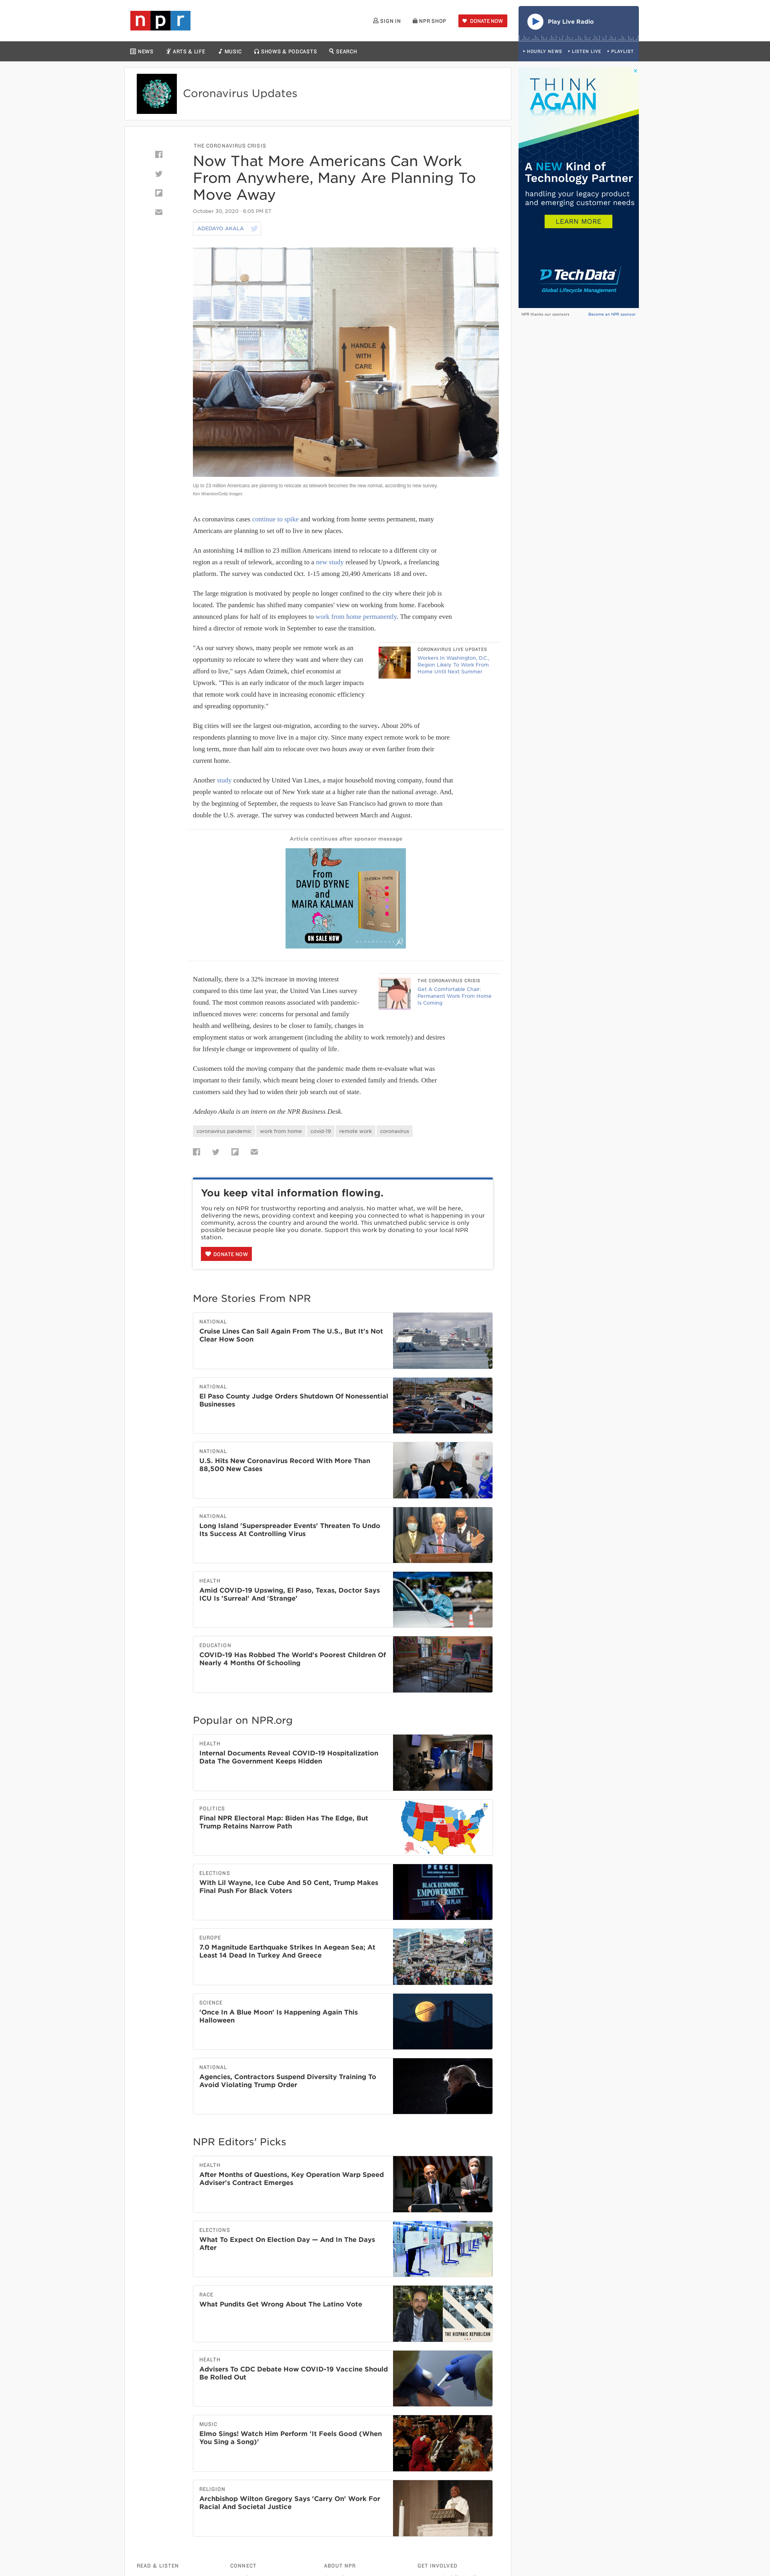 npr
SIGN IN
NPR SHOP
DONATE NOW
Play Live Radio
NEWS
ARTS & LIFE
MUSIC
SHOWS & PODCASTS
SEARCH
HOURLY NEWS
LISTEN LIVE
PLAYLIST
Coronavirus Updates
THINK
AGAIN
A NEW Kind of
Technology Partner
handling your legacy product
and emerging customer needs
LEARN MORE
TechData
Global Lifecycle Management
NPR thanks our sponsors
Become an NPR sponsor
THE CORONAVIRUS CRISIS
Now That More Americans Can Work
From Anywhere, Many Are Planning To
Move Away
October 30, 2020 · 6:05 PM ET
ADEDAYO AKALA
HANDLE
WITH
CARE
Up to 23 million Americans are planning to relocate as telework becomes the new normal, according to new survey.
Ken Wramton/Getty Images
As coronavirus cases continue to spike and working from home seems permanent, many
Americans are planning to set off to live in new places.
An astonishing 14 million to 23 million Americans intend to relocate to a different city or
region as a result of telework, according to a new study released by Upwork, a freelancing
platform. The survey was conducted Oct. 1-15 among 20,490 Americans 18 and over.
The large migration is motivated by people no longer confined to the city where their job is
located. The pandemic has shifted many companies' view on working from home. Facebook
announced plans for half of its employees to work from home permanently. The company even
hired a director of remote work in September to ease the transition.
"As our survey shows, many people see remote work as an
opportunity to relocate to where they want and where they can
afford to live," says Adam Ozimek, chief economist at
Upwork. "This is an early indicator of the much larger impacts
that remote work could have in increasing economic efficiency
and spreading opportunity."
CORONAVIRUS LIVE UPDATES
Workers In Washington, D.C.,
Region Likely To Work From
Home Until Next Summer
Big cities will see the largest out-migration, according to the survey. About 20% of
respondents planning to move live in a major city. Since many expect remote work to be more
long term, more than half aim to relocate over two hours away or even farther from their
current home.
Another study conducted by United Van Lines, a major household moving company, found that
people wanted to relocate out of New York state at a higher rate than the national average. And,
by the beginning of September, the requests to leave San Francisco had grown to more than
double the U.S. average. The survey was conducted between March and August.
Article continues after sponsor message
From
DAVID BYRNE
and
MAIRA KALMAN
ON SALE NOW
Nationally, there is a 32% increase in moving interest
compared to this time last year, the United Van Lines survey
found. The most common reasons associated with pandemic-
influenced moves were: concerns for personal and family
health and wellbeing, desires to be closer to family, changes in
employment status or work arrangement (including the ability to work remotely) and desires
for lifestyle change or improvement of quality of life.
THE CORONAVIRUS CRISIS
Get A Comfortable Chair:
Permanent Work From Home
Is Coming
Customers told the moving company that the pandemic made them re-evaluate what was
important to their family, which meant being closer to extended family and friends. Other
customers said they had to widen their job search out of state.
Adedayo Akala is an intern on the NPR Business Desk.
coronavirus pandemic
work from home
covid-19
remote work
coronavirus
You keep vital information flowing.
You rely on NPR for trustworthy reporting and analysis. No matter what, we will be here,
delivering the news, providing context and keeping you connected to what is happening in your
community, across the country and around the world. This unmatched public service is only
possible because people like you donate. Support this work by donating to your local NPR
station.
DONATE NOW
More Stories From NPR
NATIONAL
Cruise Lines Can Sail Again From The U.S., But It's Not
Clear How Soon
NATIONAL
El Paso County Judge Orders Shutdown Of Nonessential
Businesses
NATIONAL
U.S. Hits New Coronavirus Record With More Than
88,500 New Cases
NATIONAL
Long Island 'Superspreader Events' Threaten To Undo
Its Success At Controlling Virus
HEALTH
Amid COVID-19 Upswing, El Paso, Texas, Doctor Says
ICU Is 'Surreal' And 'Strange'
EDUCATION
COVID-19 Has Robbed The World's Poorest Children Of
Nearly 4 Months Of Schooling
Popular on NPR.org
HEALTH
Internal Documents Reveal COVID-19 Hospitalization
Data The Government Keeps Hidden
POLITICS
Final NPR Electoral Map: Biden Has The Edge, But
Trump Retains Narrow Path
ELECTIONS
With Lil Wayne, Ice Cube And 50 Cent, Trump Makes
Final Push For Black Voters
PENCE
BLACK ECONOMIC
EMPOWERMENT
EUROPE
7.0 Magnitude Earthquake Strikes In Aegean Sea; At
Least 14 Dead In Turkey And Greece
SCIENCE
'Once In A Blue Moon' Is Happening Again This
Halloween
NATIONAL
Agencies, Contractors Suspend Diversity Training To
Avoid Violating Trump Order
NPR Editors' Picks
HEALTH
After Months of Questions, Key Operation Warp Speed
Adviser's Contract Emerges
ELECTIONS
What To Expect On Election Day — And In The Days
After
RACE
What Pundits Get Wrong About The Latino Vote
THE HISPANIC REPUBLICAN
HEALTH
Advisers To CDC Debate How COVID-19 Vaccine Should
Be Rolled Out
MUSIC
Elmo Sings! Watch Him Perform 'It Feels Good (When
You Sing a Song)'
RELIGION
Archbishop Wilton Gregory Says 'Carry On' Work For
Racial And Societal Justice
READ & LISTEN
CONNECT
ABOUT NPR
GET INVOLVED